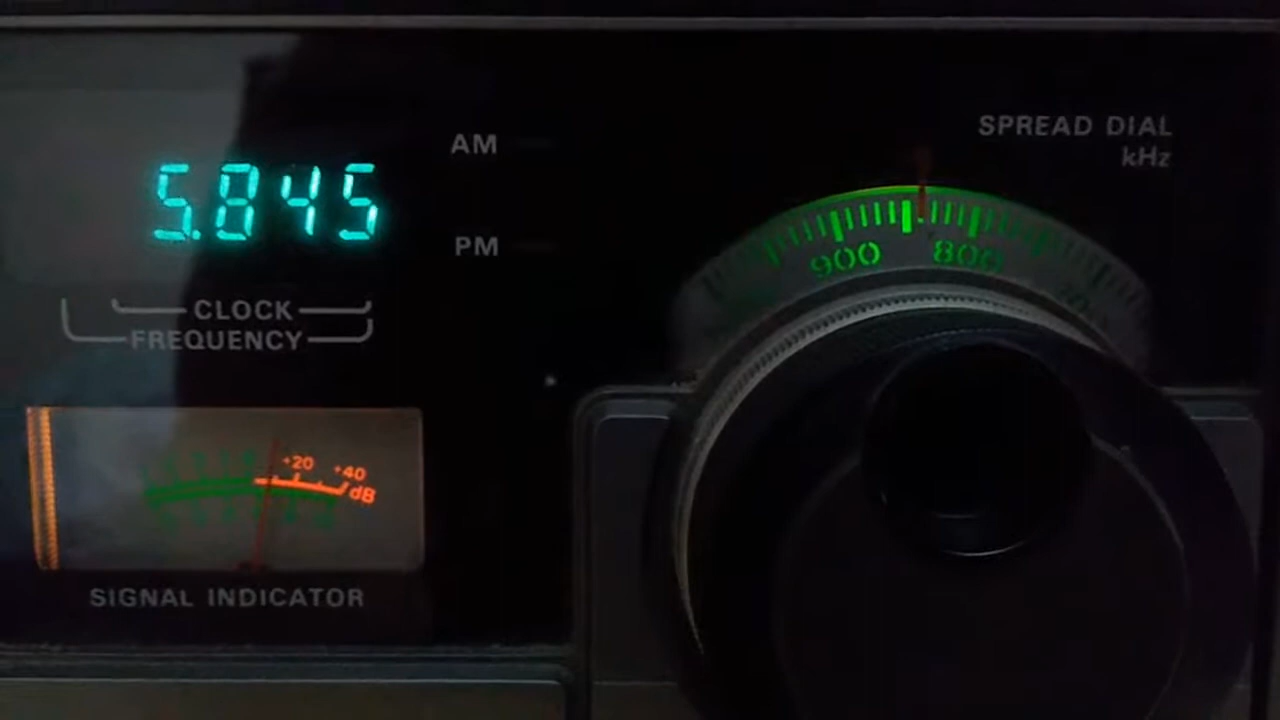 5.845
AM
PM
CLOCK
FREQUENCY
SPREAD DIAL
kHz
900 800
+20 +40
dB
SIGNAL INDICATOR